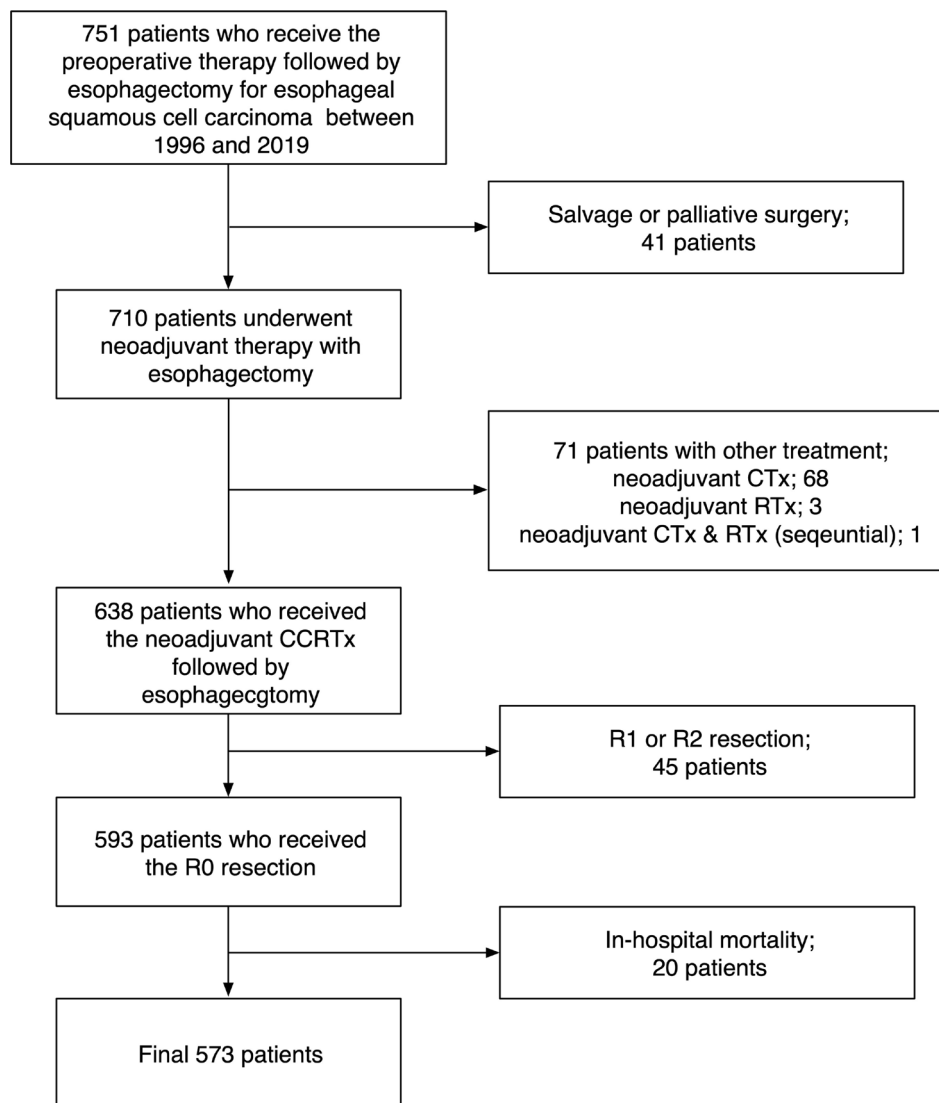 751 patients who receive the
preoperative therapy followed by
esophagectomy for esophageal
squamous cell carcinoma between
1996 and 2019
Salvage or palliative surgery;
41 patients
710 patients underwent
neoadjuvant therapy with
esophagectomy
71 patients with other treatment;
neoadjuvant CTx; 68
neoadjuvant RTx; 3
neoadjuvant CTx & RTx (seqeuntial); 1
638 patients who received
the neoadjuvant CCRTx
followed by
esophagecgtomy
R1 or R2 resection;
45 patients
593 patients who received
the R0 resection
In-hospital mortality;
20 patients
Final 573 patients